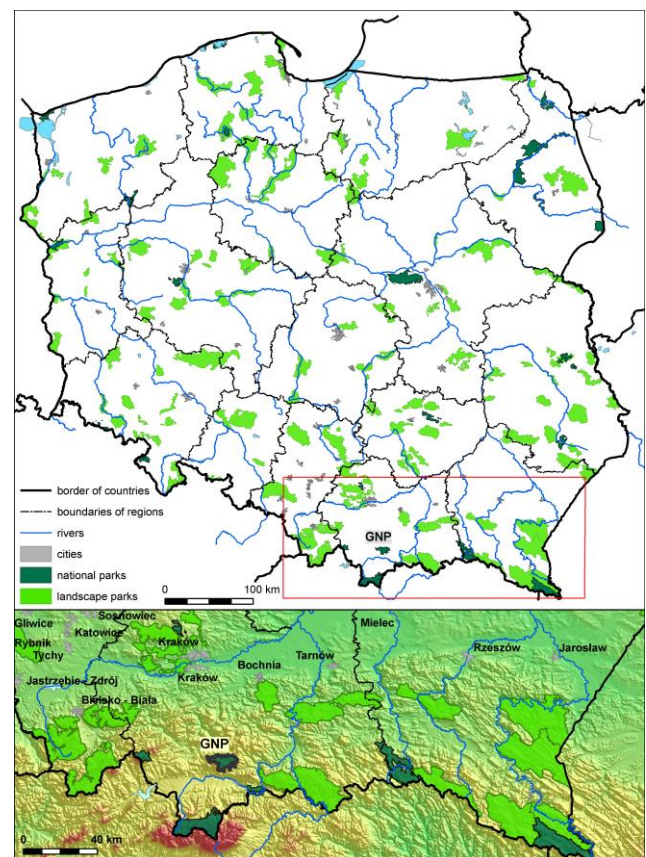 GNP
border of countries
boundaries of regions
rivers
cities
national parks
landscape parks
0 100 km
Gliwice
Sosnowiec
Katowice
Kraków
Rybnik
Tychy
Mielec
Tarnów
Rzeszów
Jarosław
Bochnia
Kraków
Jastrzębie - Zdrój
Bielsko - Biała
GNP
0 40 km